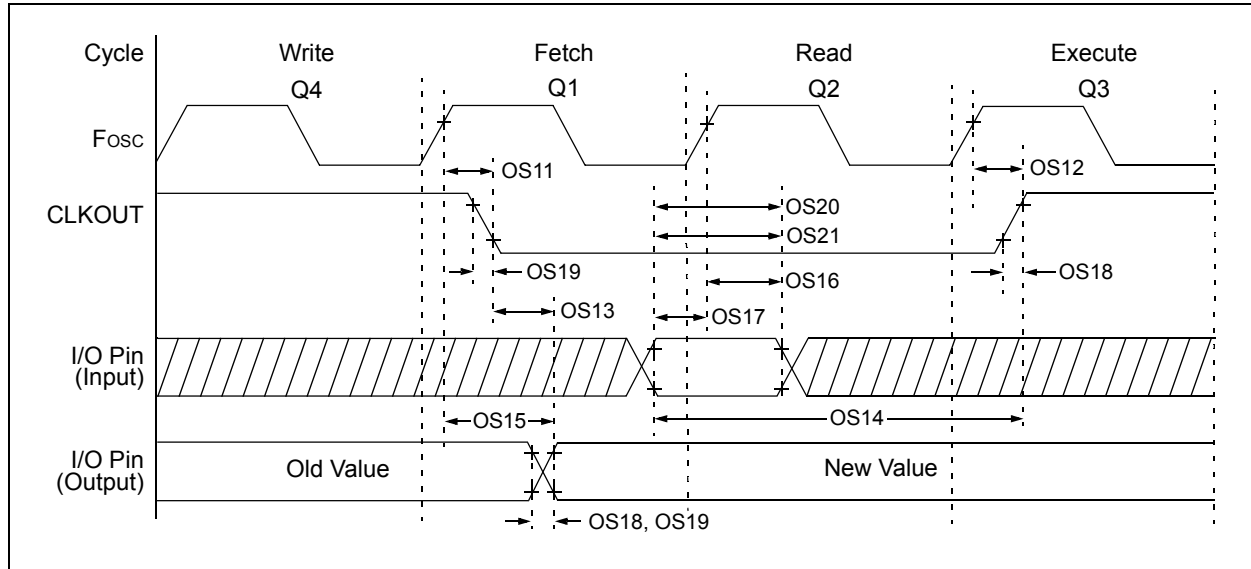 Cycle Write Fetch Read Execute
Q4 Q1 Q2 Q3
FOSC
OS11 OS12
CLKOUT
OS20
OS21
OS19 OS16 OS18
OS13 OS17
I/O Pin
(Input)
OS15 OS14
I/O Pin
(Output)
Old Value New Value
OS18, OS19